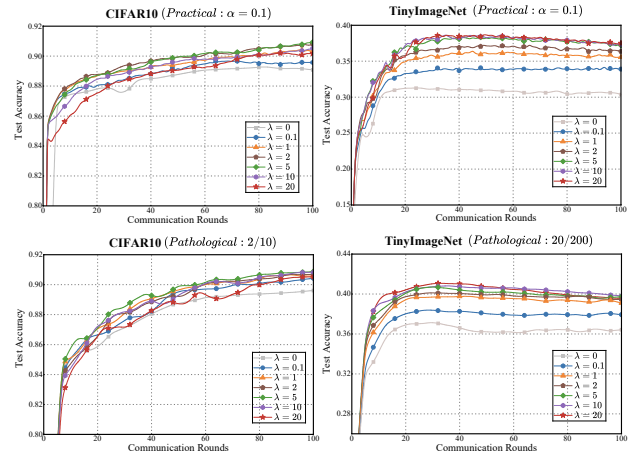 CIFAR10 (Practical : α = 0.1)
0.92
0.90
0.88
0.86
0.84
0.82
0.80
Test Accuracy
0 20 40 60 80 100
Communication Rounds
λ = 0
λ = 0.1
λ = 1
λ = 2
λ = 5
λ = 10
λ = 20
TinyImageNet (Practical : α = 0.1)
0.40
0.35
0.30
0.25
0.20
0.15
Test Accuracy
0 20 40 60 80 100
Communication Rounds
λ = 0
λ = 0.1
λ = 1
λ = 2
λ = 5
λ = 10
λ = 20
CIFAR10 (Pathological : 2/10)
0.92
0.90
0.88
0.86
0.84
0.82
0.80
Test Accuracy
0 20 40 60 80 100
Communication Rounds
λ = 0
λ = 0.1
λ = 1
λ = 2
λ = 5
λ = 10
λ = 20
TinyImageNet (Pathological : 20/200)
0.44
0.40
0.36
0.32
0.28
Test Accuracy
0 20 40 60 80 100
Communication Rounds
λ = 0
λ = 0.1
λ = 1
λ = 2
λ = 5
λ = 10
λ = 20